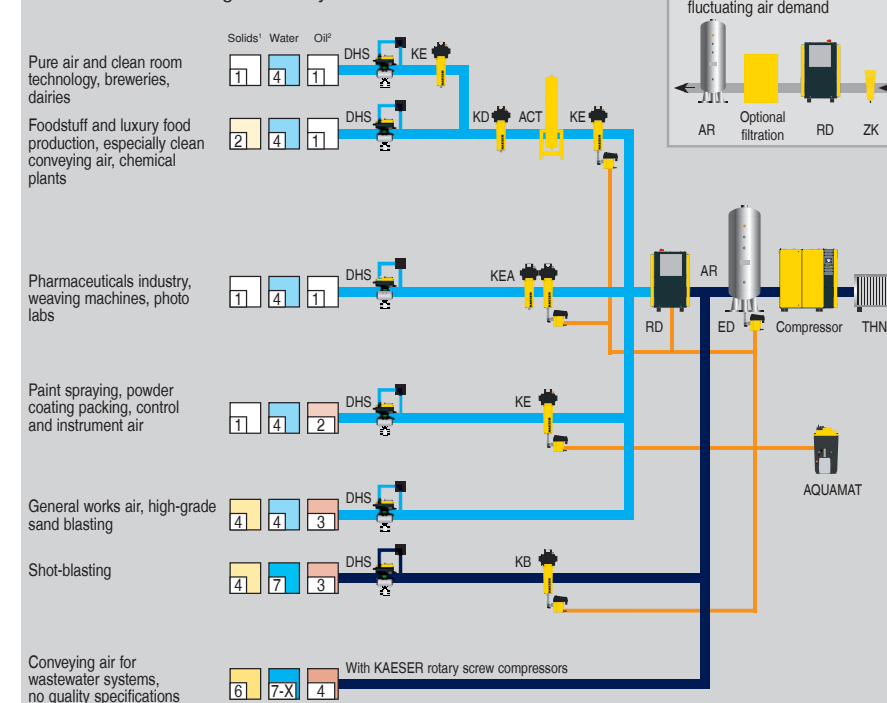 fluctuating air demand
AR
Optional
filtration
RD
ZK
Solids¹ Water Oil²
Pure air and clean room
technology, breweries,
dairies
1 4 1
DHS
KE
Foodstuff and luxury food
production, especially clean
conveying air, chemical
plants
2 4 1
DHS
KD
ACT
KE
Pharmaceuticals industry,
weaving machines, photo
labs
1 4 1
DHS
KEA
RD
AR
ED
Compressor
THN
Paint spraying, powder
coating packing, control
and instrument air
1 4 2
DHS
KE
AQUAMAT
General works air, high-grade
sand blasting
4 4 3
DHS
Shot-blasting
4 7 3
DHS
KB
Conveying air for
wastewater systems,
no quality specifications
6 7-X 4
With KAESER rotary screw compressors